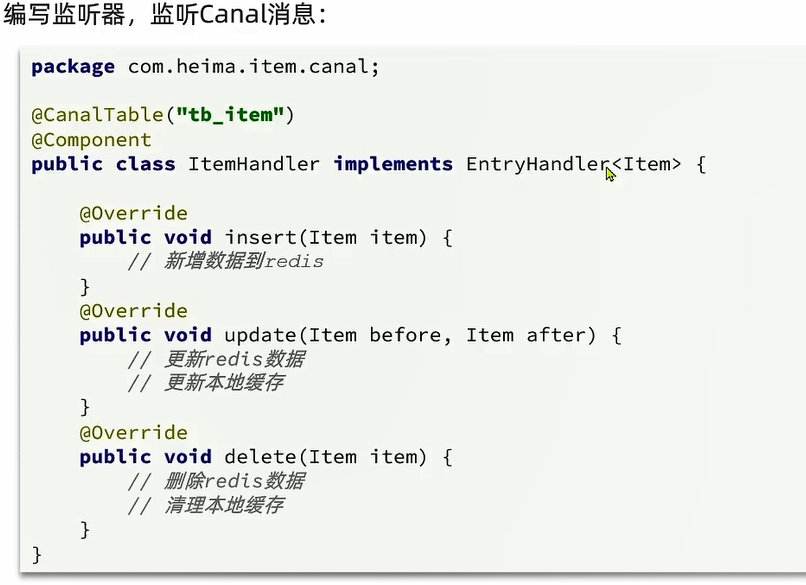 编写监听器，监听Canal消息：
package com.heima.item.canal;
@CanalTable("tb_item")
@Component
public class ItemHandler implements EntryHandler<Item> {
@Override
public void insert(Item item) {
// 新增数据到redis
}
@Override
public void update(Item before, Item after) {
// 更新redis数据
// 更新本地缓存
}
@Override
public void delete(Item item) {
// 删除redis数据
// 清理本地缓存
}
}